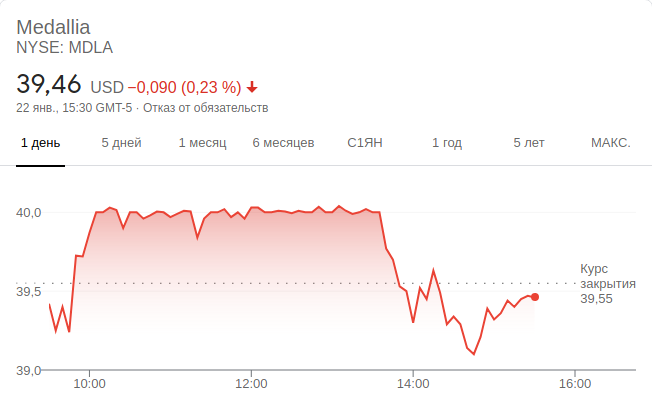 Medallia
NYSE: MDLA
39,46 USD −0,090 (0,23 %)
22 янв., 15:30 GMT-5 · Отказ от обязательств
1 день 5 дней 1 месяц 6 месяцев С1ЯН 1 год 5 лет МАКС.
40,0
Курс
закрытия
39,5
39,55
39,0
10:00 12:00 14:00 16:00